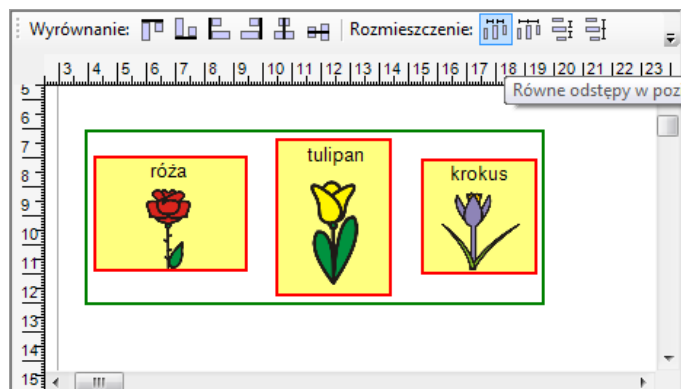 Wyrównanie: Rozmieszczenie:
3 4 5 6 7 8 9 10 11 12 13 14 15 16 17 18 19 20 21 22 23
Równe odstępy w poz
5
6
7
8
9
10
11
12
13
14
15
róża
tulipan
krokus